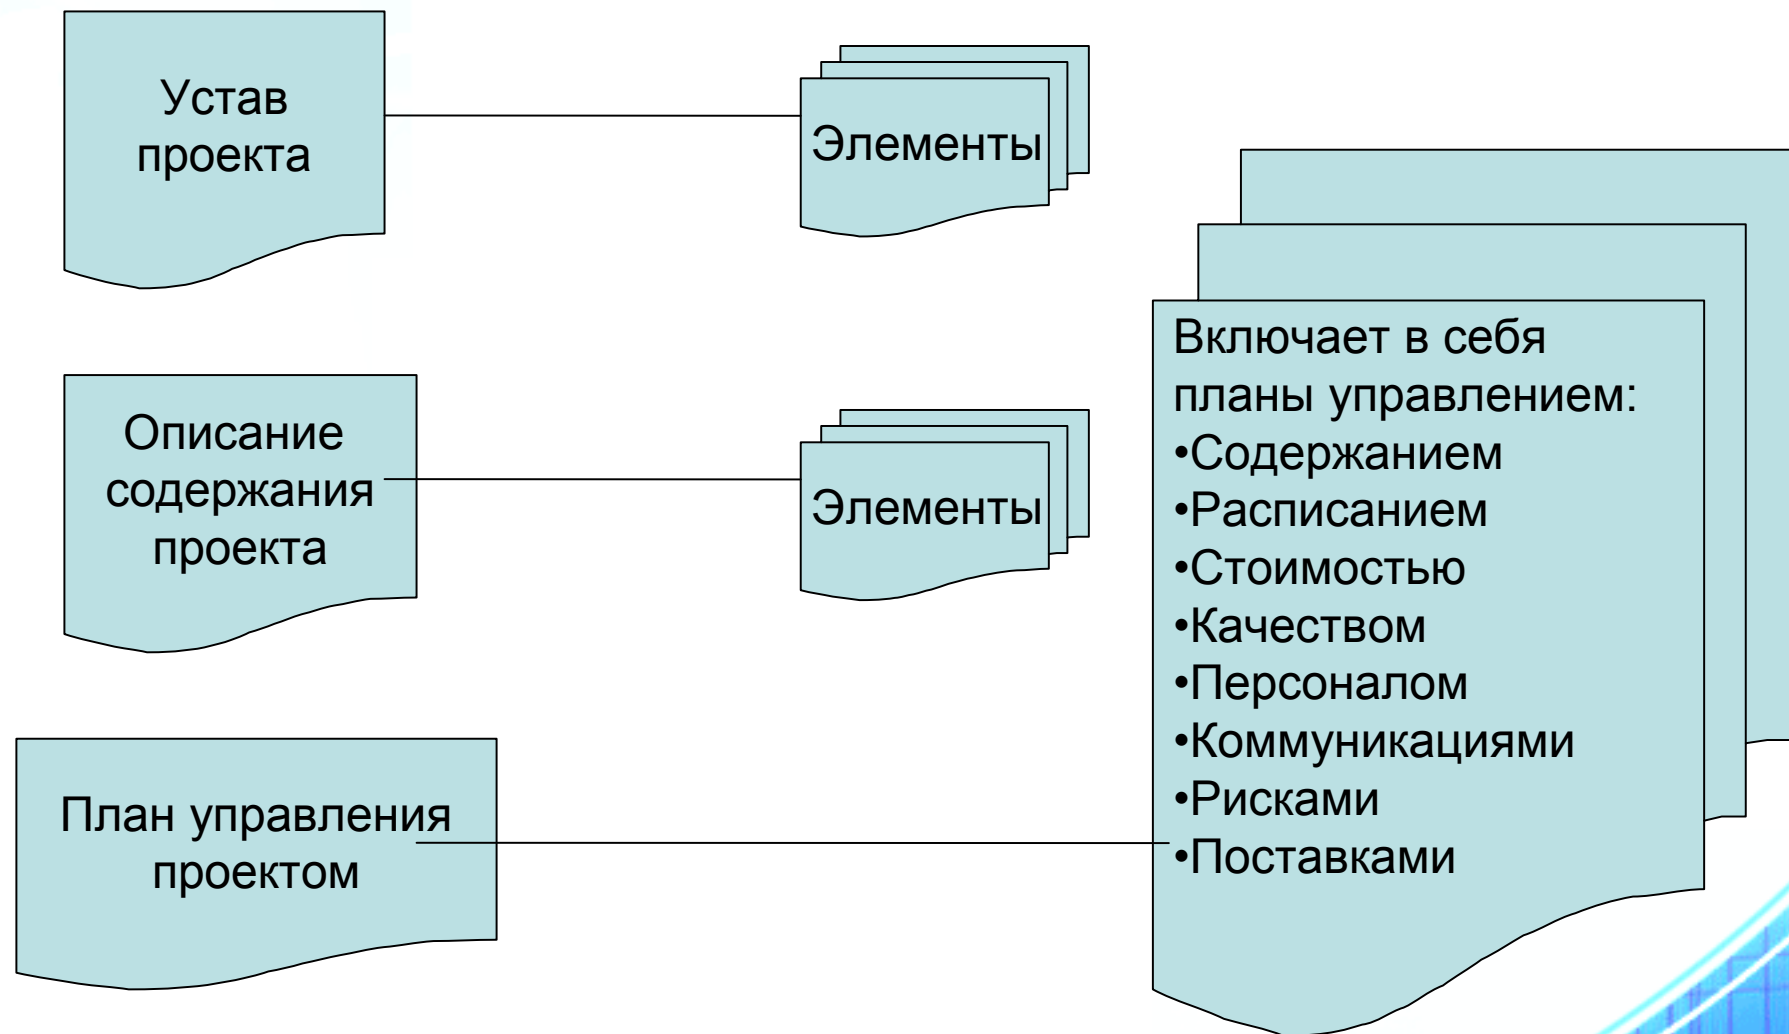 Устав
проекта
Элементы
Описание
содержания
проекта
Элементы
План управления
проектом
Включает в себя
планы управлением:
•Содержанием
•Расписанием
•Стоимостью
•Качеством
•Персоналом
•Коммуникациями
•Рисками
•Поставками